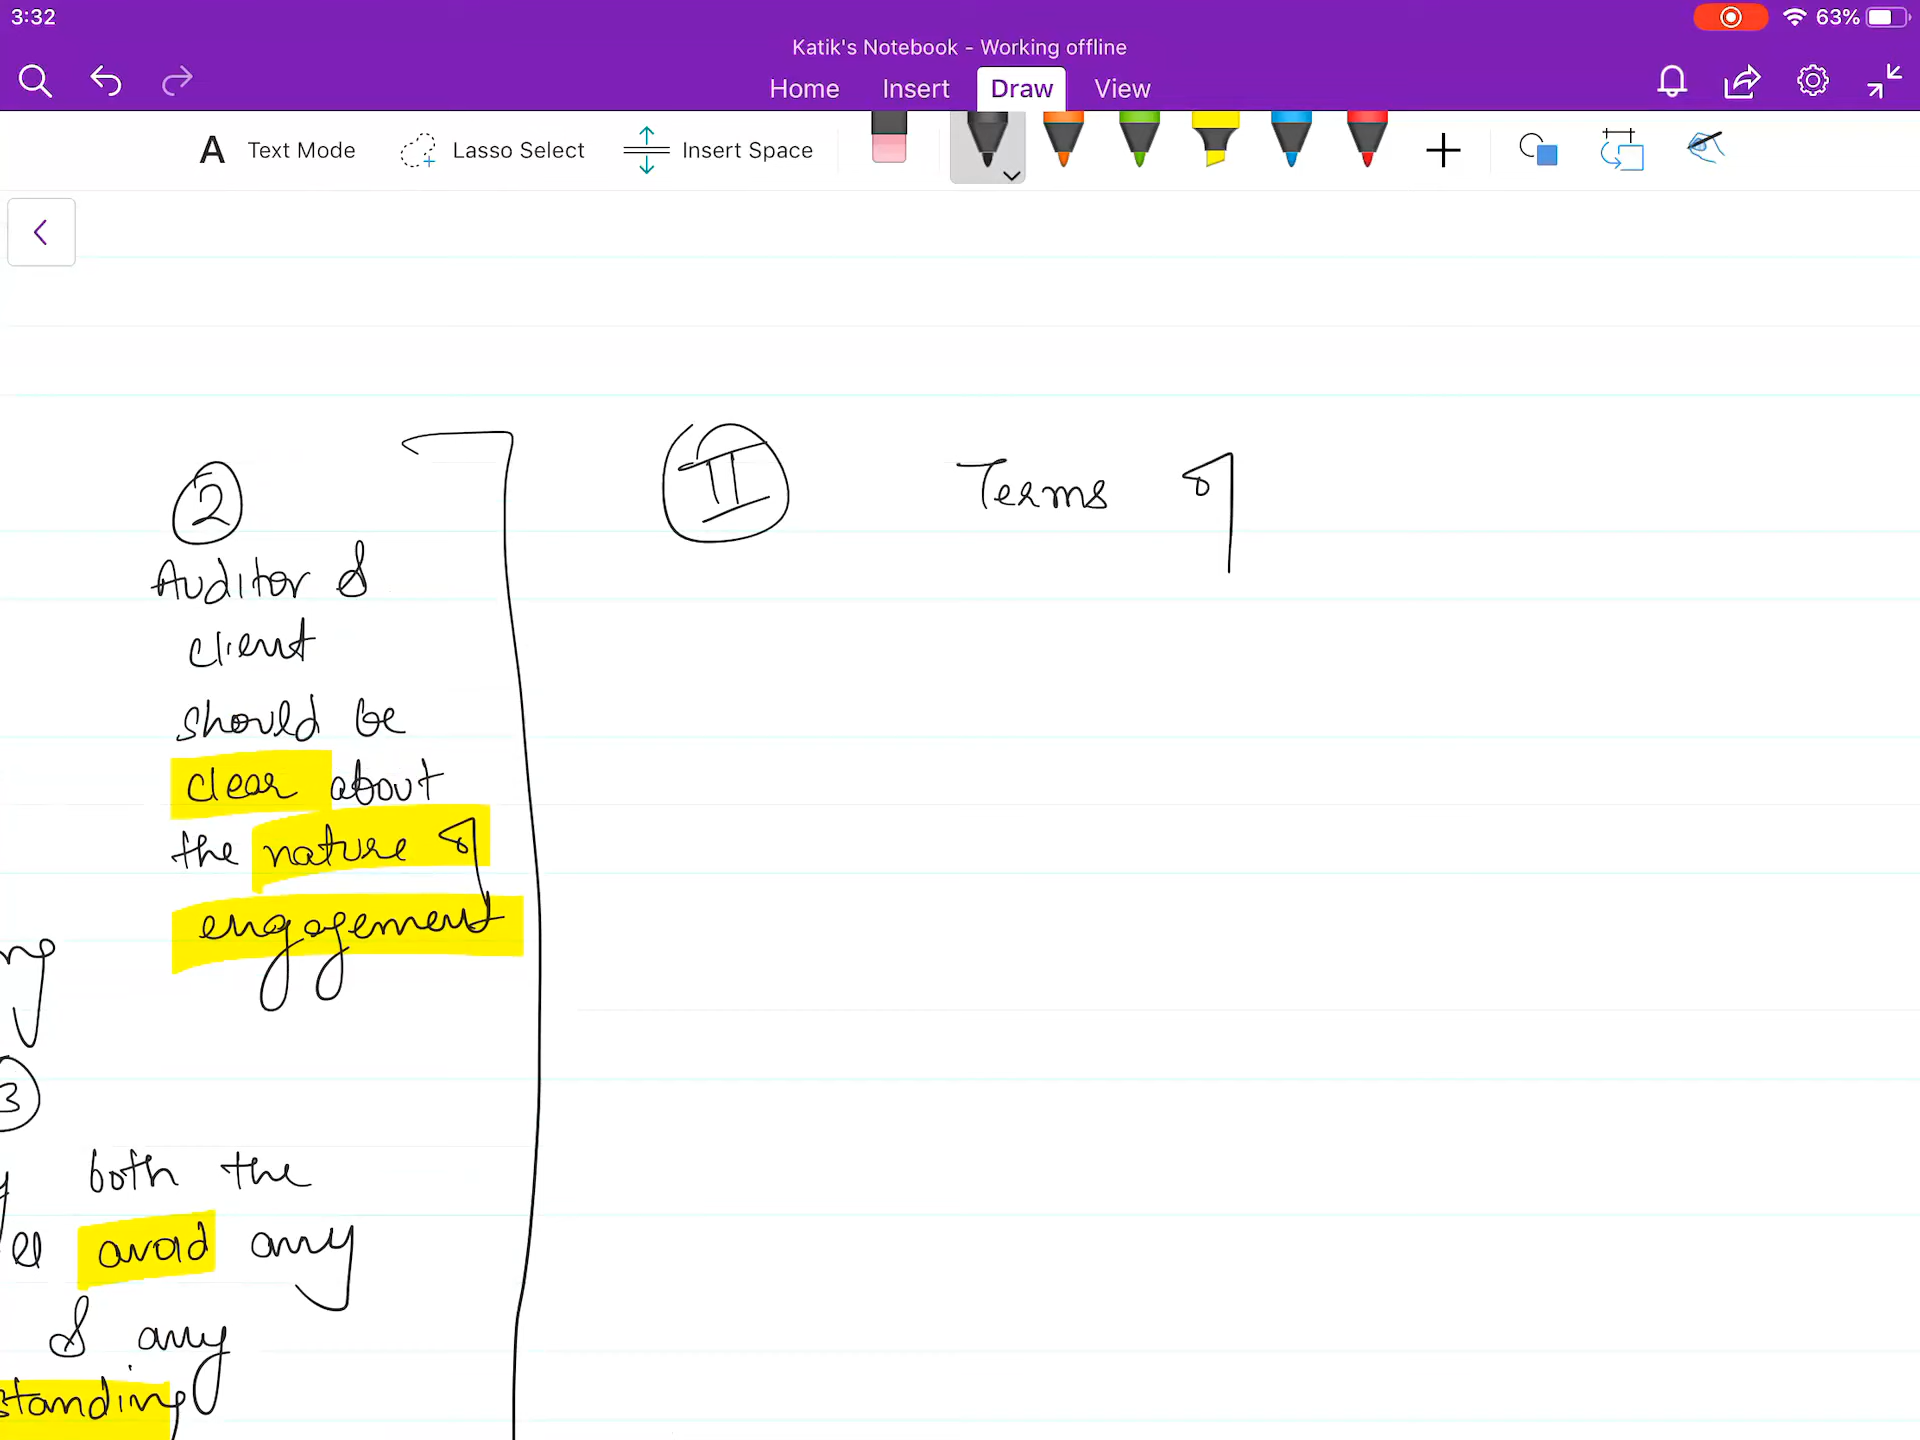 3:32
63%
Katik's Notebook - Working offline
Home Insert Draw View
A Text Mode Lasso Select Insert Space
2
Auditor &
client
should be
clear about
the nature of
engagement
3
both the
avoid any
& any
standing
II Terms of